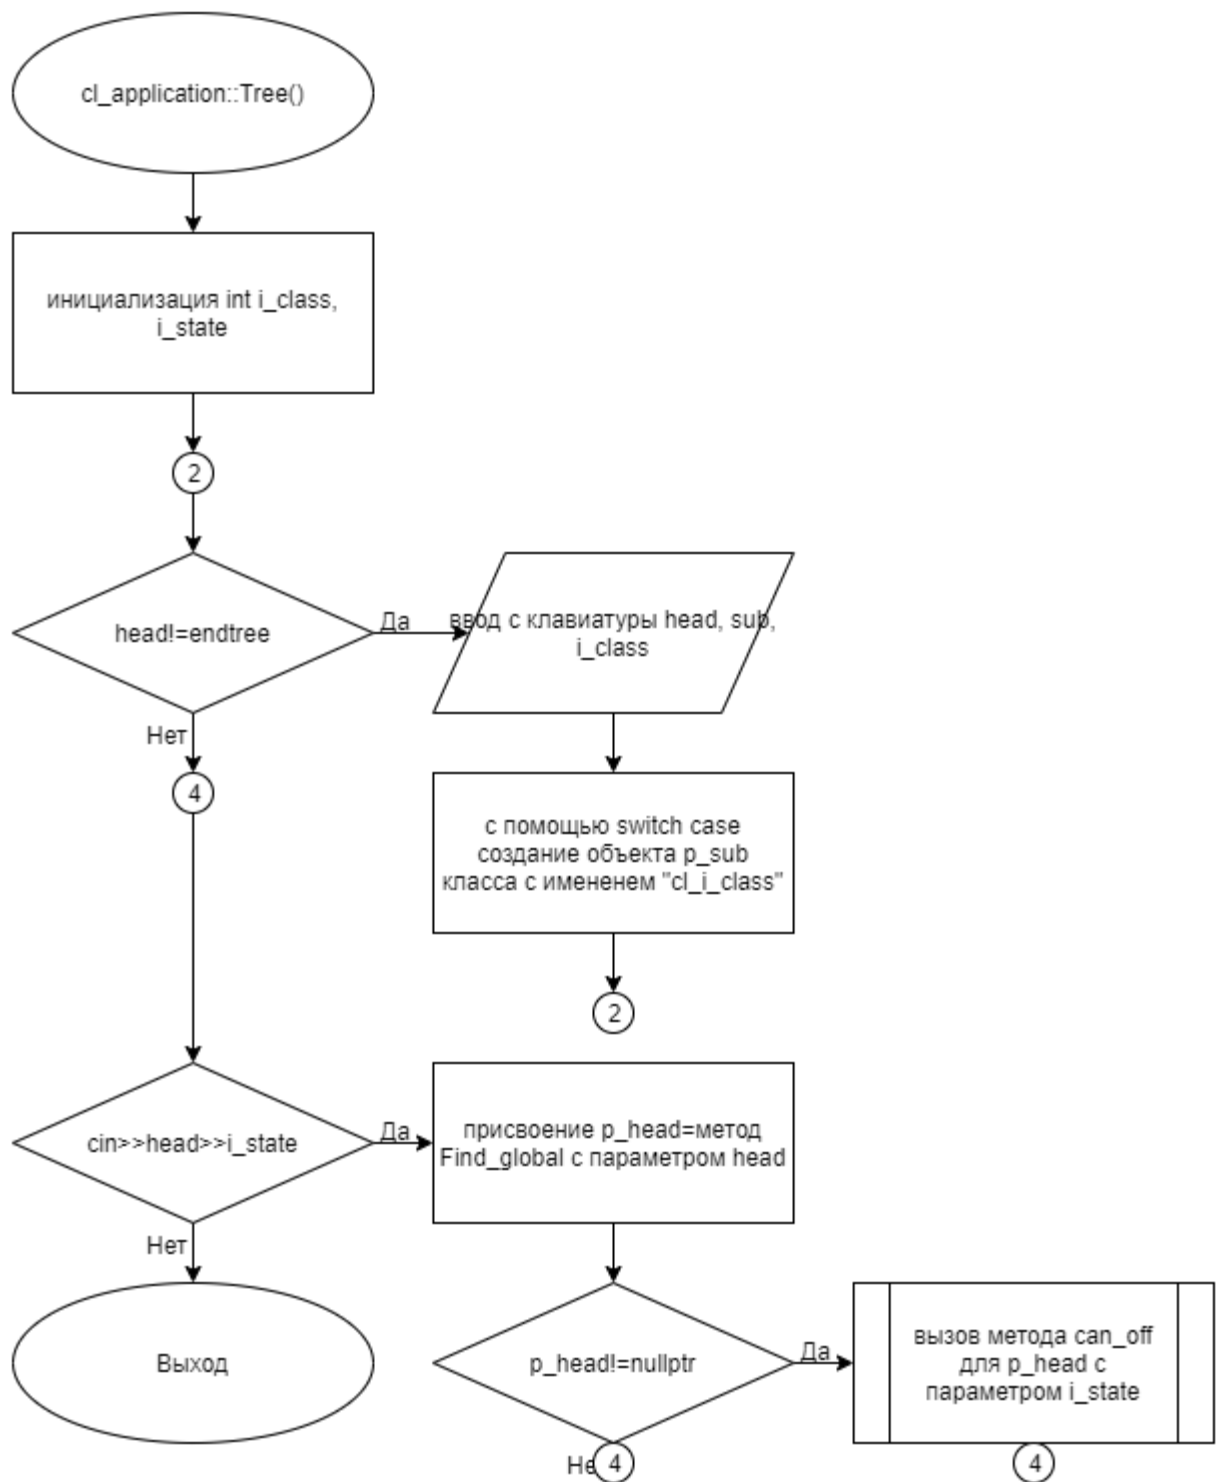 cl_application::Tree()
инициализация int i_class,
i_state
2
head!=endtree
Да
ввод с клавиатуры head, sub,
i_class
Нет
4
с помощью switch case
создание объекта p_sub
класса с имененем "cl_i_class"
2
cin>>head>>i_state
Да
присвоение p_head=метод
Find_global с параметром head
Нет
Выход
p_head!=nullptr
Да
вызов метода can_off
для p_head с
параметром i_state
4
4